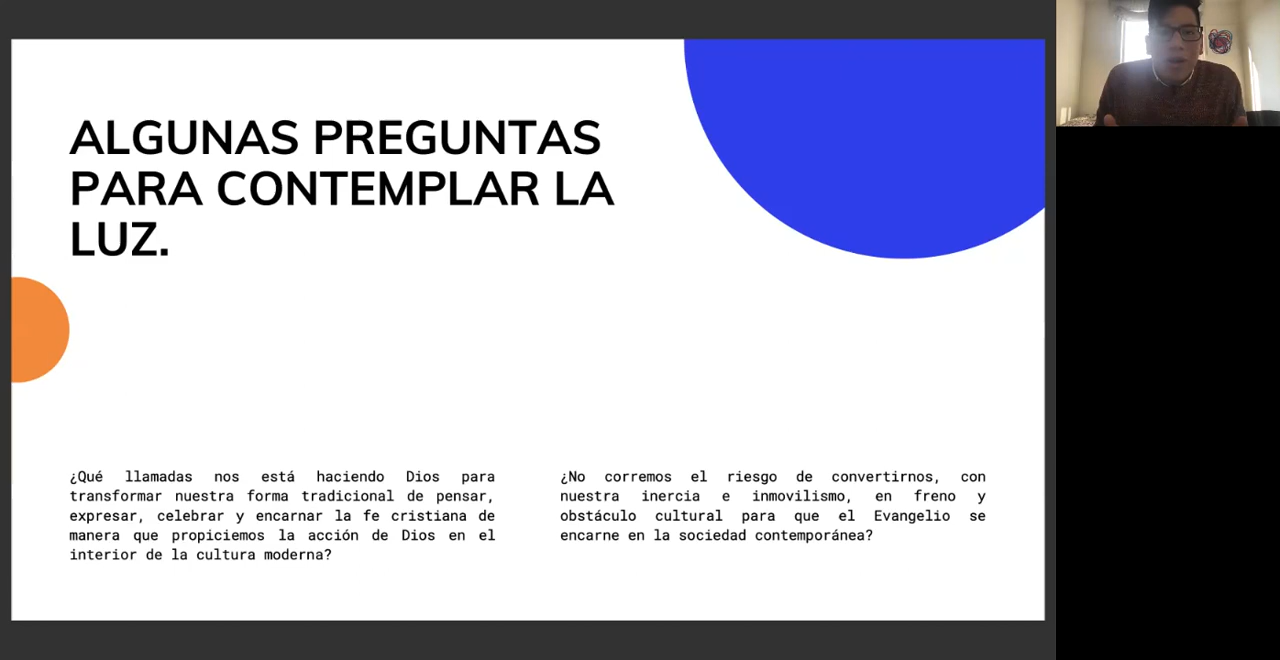 ALGUNAS PREGUNTAS
PARA CONTEMPLAR LA
LUZ.
¿Qué llamadas nos está haciendo Dios para
transformar nuestra forma tradicional de pensar,
expresar, celebrar y encarnar la fe cristiana de
manera que propiciemos la acción de Dios en el
interior de la cultura moderna?
¿No corremos el riesgo de convertirnos, con
nuestra inercia e inmovilismo, en freno y
obstáculo cultural para que el Evangelio se
encarne en la sociedad contemporánea?